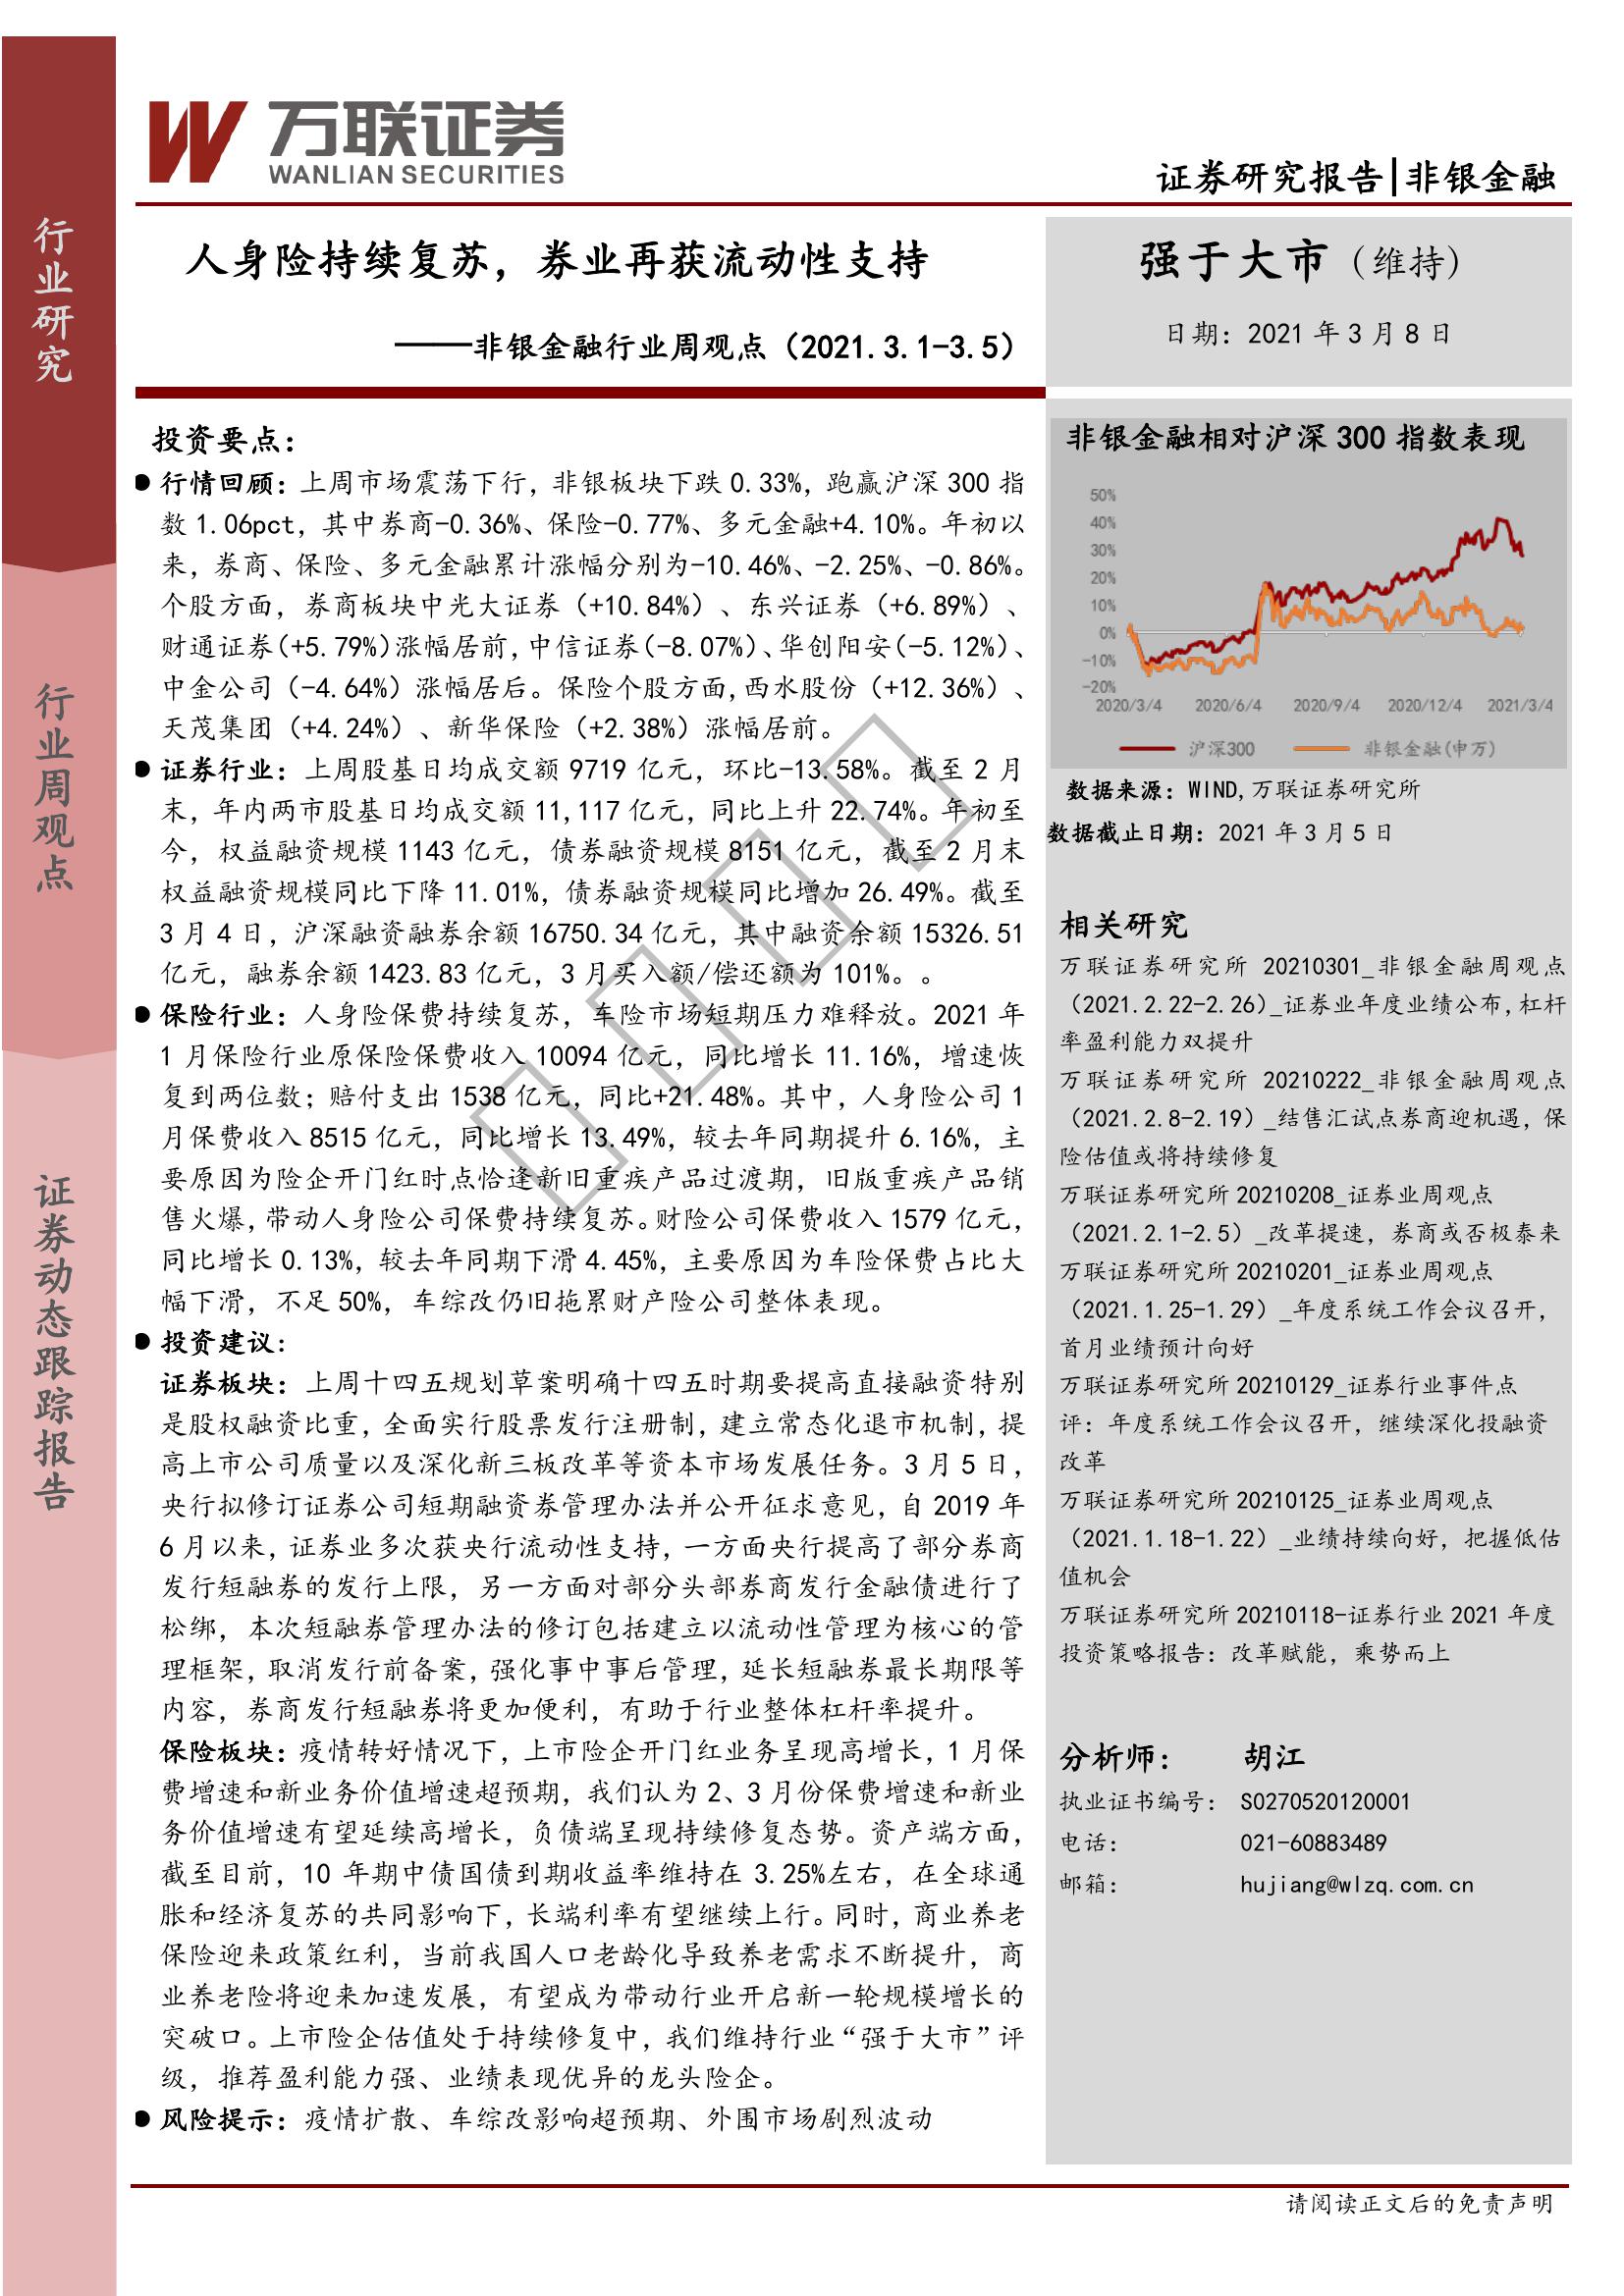 万联证券
WANLIAN SECURITIES
证券研究报告|非银金融
行业研究
行业周观点
证券动态跟踪报告
人身险持续复苏，券业再获流动性支持
——非银金融行业周观点（2021.3.1-3.5）
强于大市（维持）
日期：2021 年 3 月 8 日
投资要点：
● 行情回顾：上周市场震荡下行，非银板块下跌 0.33%，跑赢沪深 300 指
数 1.06pct，其中券商-0.36%、保险-0.77%、多元金融+4.10%。年初以
来，券商、保险、多元金融累计涨幅分别为-10.46%、-2.25%、-0.86%。
个股方面，券商板块中光大证券（+10.84%）、东兴证券（+6.89%）、
财通证券（+5.79%）涨幅居前，中信证券（-8.07%）、华创阳安（-5.12%）、
中金公司（-4.64%）涨幅居后。保险个股方面，西水股份（+12.36%）、
天茂集团（+4.24%）、新华保险（+2.38%）涨幅居前。
● 证券行业：上周股基日均成交额 9719 亿元，环比-13.58%。截至 2 月
末，年内两市股基日均成交额 11,117 亿元，同比上升 22.74%。年初至
今，权益融资规模 1143 亿元，债券融资规模 8151 亿元，截至 2 月末
权益融资规模同比下降 11.01%，债券融资规模同比增加 26.49%。截至
3 月 4 日，沪深融资融券余额 16750.34 亿元，其中融资余额 15326.51
亿元，融券余额 1423.83 亿元，3 月买入额/偿还额为 101%。。
● 保险行业：人身险保费持续复苏，车险市场短期压力难释放。2021 年
1 月保险行业原保险保费收入 10094 亿元，同比增长 11.16%，增速恢
复到两位数；赔付支出 1538 亿元，同比+21.48%。其中，人身险公司 1
月保费收入 8515 亿元，同比增长 13.49%，较去年同期提升 6.16%，主
要原因为险企开门红时点恰逢新旧重疾产品过渡期，旧版重疾产品销
售火爆，带动人身险公司保费持续复苏。财险公司保费收入 1579 亿元，
同比增长 0.13%，较去年同期下滑 4.45%，主要原因为车险保费占比大
幅下滑，不足 50%，车综改仍旧拖累财产险公司整体表现。
● 投资建议：
证券板块：上周十四五规划草案明确十四五时期要提高直接融资特别
是股权融资比重，全面实行股票发行注册制，建立常态化退市机制，提
高上市公司质量以及深化新三板改革等资本市场发展任务。3 月 5 日，
央行拟修订证券公司短期融资券管理办法并公开征求意见，自 2019 年
6 月以来，证券业多次获央行流动性支持，一方面央行提高了部分券商
发行短融券的发行上限，另一方面对部分头部券商发行金融债进行了
松绑，本次短融券管理办法的修订包括建立以流动性管理为核心的管
理框架，取消发行前备案，强化事中事后管理，延长短融券最长期限等
内容，券商发行短融券将更加便利，有助于行业整体杠杆率提升。
保险板块：疫情转好情况下，上市险企开门红业务呈现高增长，1 月保
费增速和新业务价值增速超预期，我们认为 2、3 月份保费增速和新业
务价值增速有望延续高增长，负债端呈现持续修复态势。资产端方面，
截至目前，10 年期中债国债到期收益率维持在 3.25%左右，在全球通
胀和经济复苏的共同影响下，长端利率有望继续上行。同时，商业养老
保险迎来政策红利，当前我国人口老龄化导致养老需求不断提升，商
业养老险将迎来加速发展，有望成为带动行业开启新一轮规模增长的
突破口。上市险企估值处于持续修复中，我们维持行业“强于大市”评
级，推荐盈利能力强、业绩表现优异的龙头险企。
● 风险提示：疫情扩散、车综改影响超预期、外围市场剧烈波动
非银金融相对沪深 300 指数表现
50%
40%
30%
20%
10%
0%
-10%
-20%
2020/3/4 2020/6/4 2020/9/4 2020/12/4 2021/3/4
沪深300 非银金融(申万)
数据来源：WIND,万联证券研究所
数据截止日期：2021 年 3 月 5 日
相关研究
万联证券研究所 20210301_非银金融周观点
（2021.2.22-2.26）_证券业年度业绩公布,杠杆
率盈利能力双提升
万联证券研究所 20210222_非银金融周观点
（2021.2.8-2.19）_结售汇试点券商迎机遇，保
险估值或将持续修复
万联证券研究所 20210208_证券业周观点
（2021.2.1-2.5）_改革提速，券商或否极泰来
万联证券研究所 20210201_证券业周观点
（2021.1.25-1.29）_年度系统工作会议召开，
首月业绩预计向好
万联证券研究所 20210129_证券行业事件点
评：年度系统工作会议召开，继续深化投融资
改革
万联证券研究所 20210125_证券业周观点
（2021.1.18-1.22）_业绩持续向好，把握低估
值机会
万联证券研究所 20210118-证券行业 2021 年度
投资策略报告：改革赋能，乘势而上
分析师： 胡江
执业证书编号： S0270520120001
电话： 021-60883489
邮箱： hujiang@wlzq.com.cn
请阅读正文后的免责声明